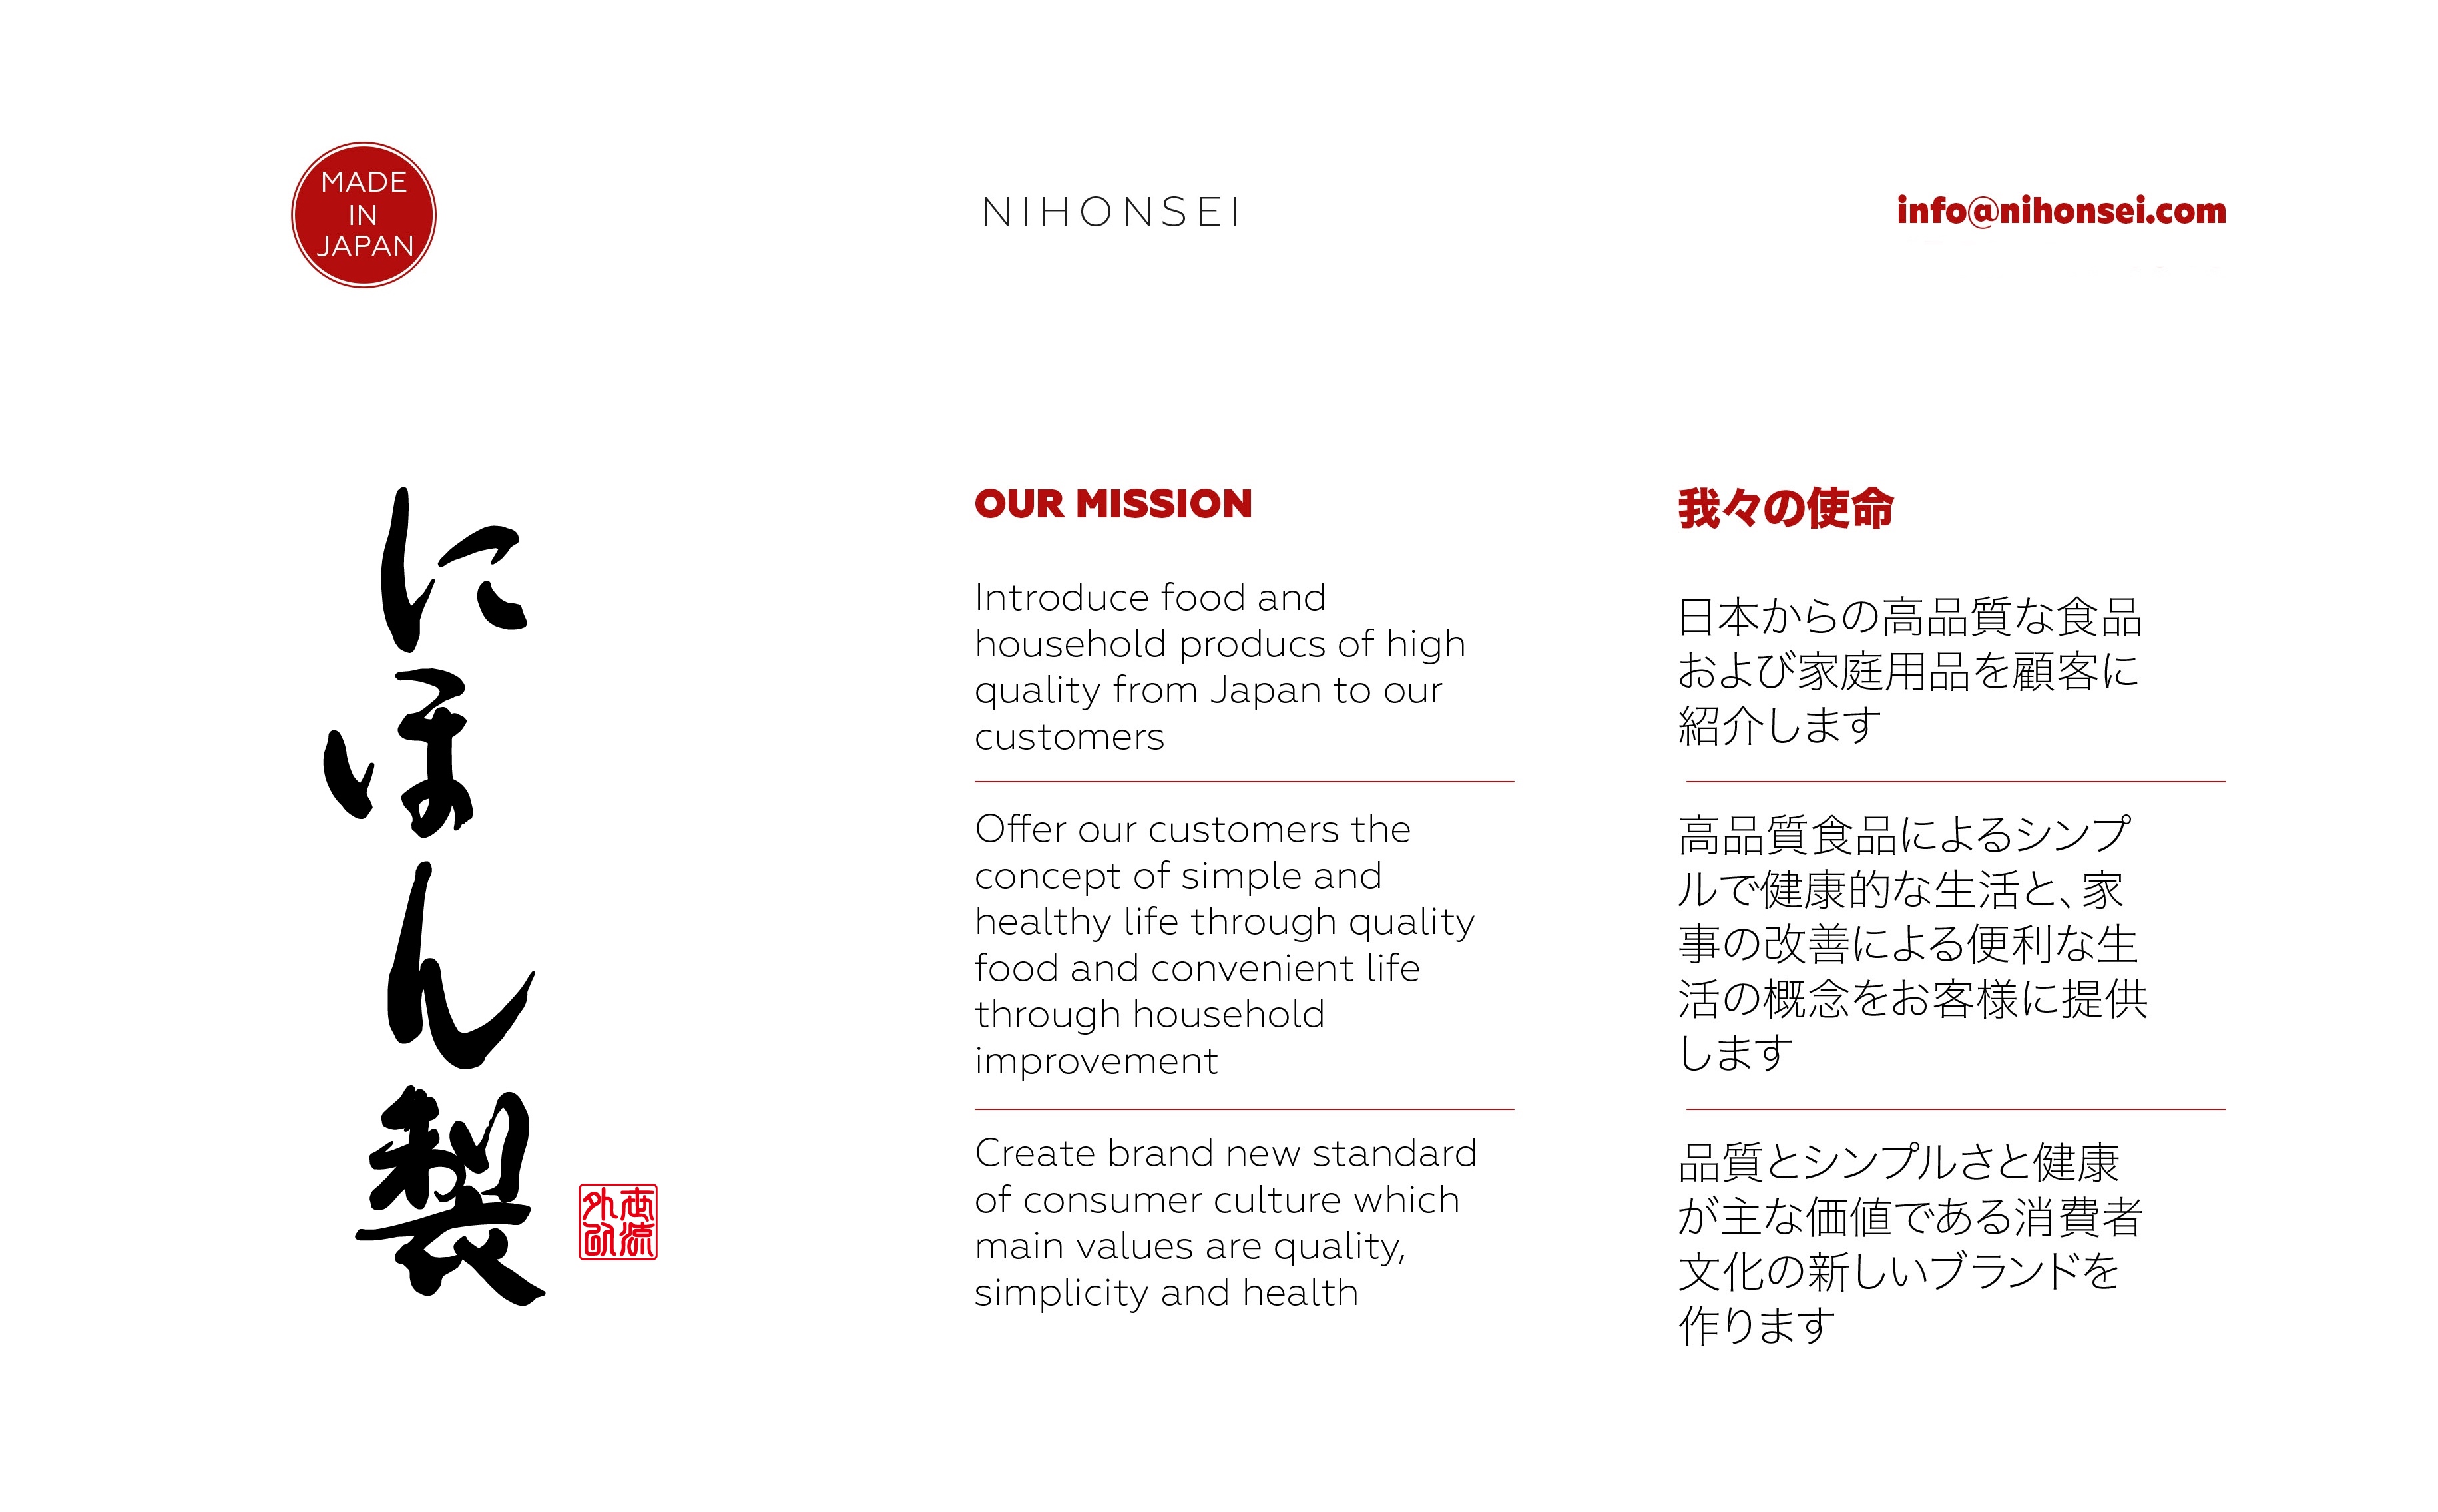 MADE
IN
JAPAN
NIHONSEI
info@nihonsei.com
にほん製
OUR MISSION
Introduce food and
household producs of high
quality from Japan to our
customers
Offer our customers the
concept of simple and
healthy life through quality
food and convenient life
through household
improvement
Create brand new standard
of consumer culture which
main values are quality,
simplicity and health
我々の使命
日本からの高品質な食品
および家庭用品を顧客に
紹介します
高品質食品によるシンプ
ルで健康的な生活と、家
事の改善による便利な生
活の概念をお客様に提供
します
品質とシンプルさと健康
が主な価値である消費者
文化の新しいブランドを
作ります